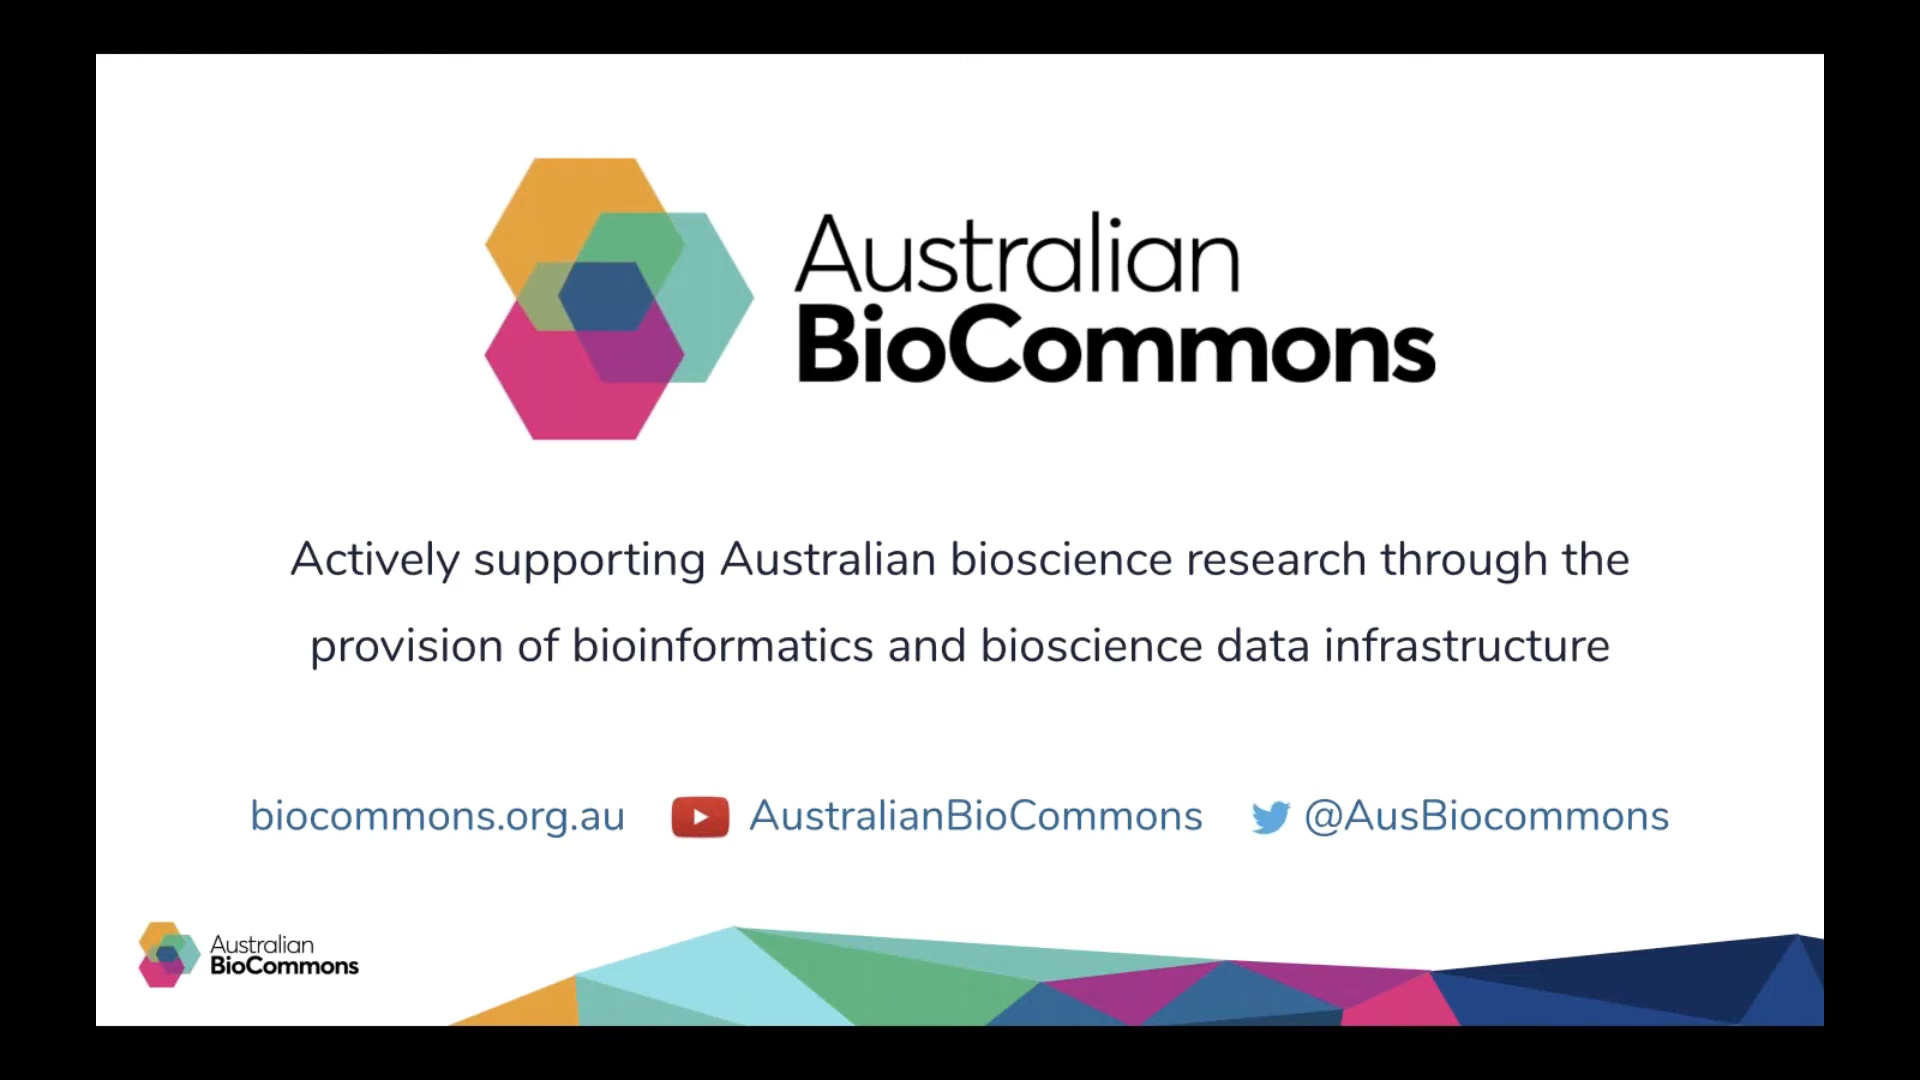 Australian
BioCommons
Actively supporting Australian bioscience research through the
provision of bioinformatics and bioscience data infrastructure
biocommons.org.au AustralianBioCommons @AusBiocommons
Australian
BioCommons